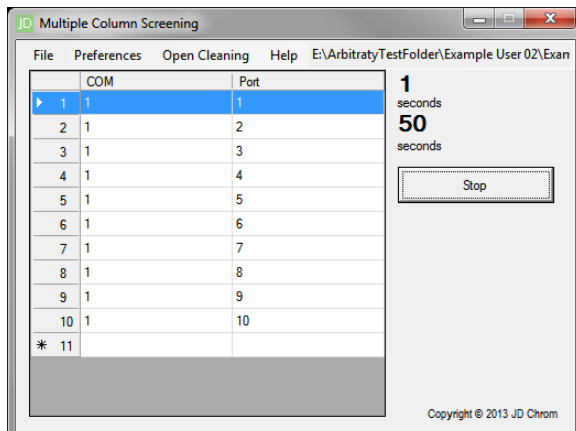 JD Multiple Column Screening
File Preferences Open Cleaning Help E:\ArbitratyTestFolder\Example User 02\Exam
COM Port
1 1 1
2 1 2
3 1 3
4 1 4
5 1 5
6 1 6
7 1 7
8 1 8
9 1 9
10 1 10
* 11
1
seconds
50
seconds
Stop
Copyright © 2013 JD Chrom